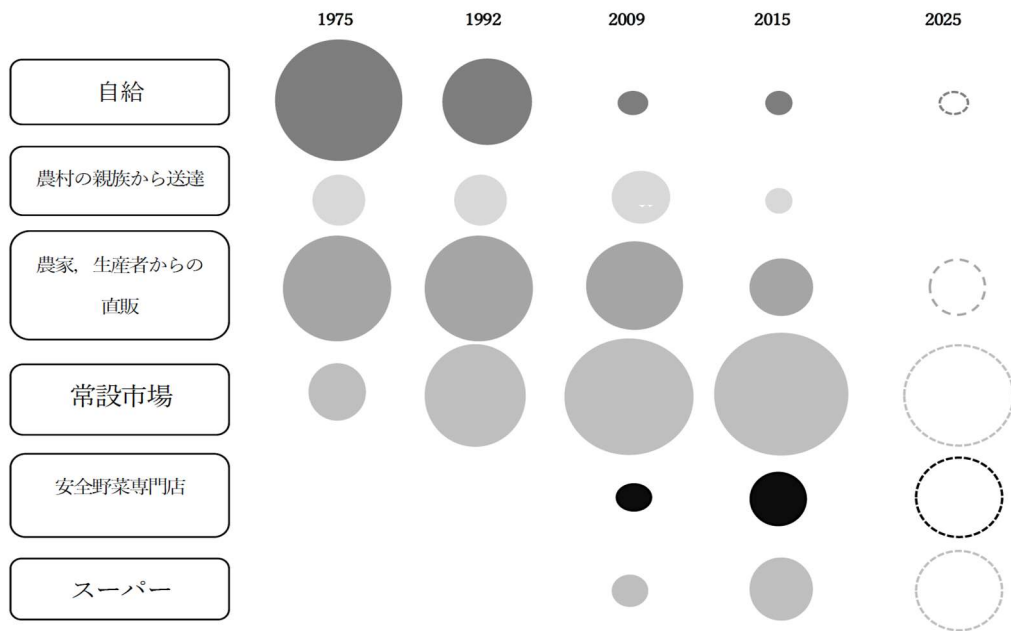 1975 1992 2009 2015 2025
自給
農村の親族から送達
農家，生産者からの
直販
常設市場
安全野菜専門店
スーパー